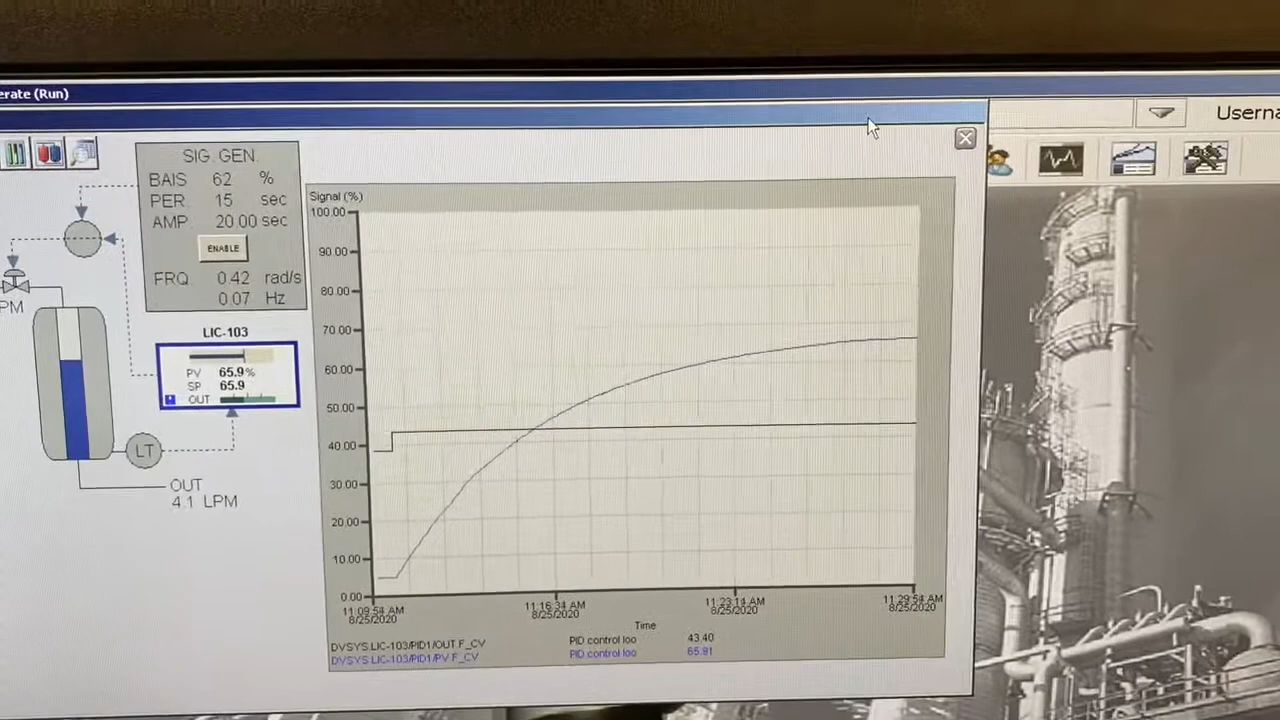 erate (Run)
Userna
SIG. GEN.
BAIS 62 %
PER. 15 sec
AMP. 20.00 sec
ENABLE
FRQ. 0.42 rad/s
0.07 Hz
PM
LIC-103
PV 65.9%
SP 65.9
OUT
LT
OUT
4.1 LPM
Signal (%)
100.00
90.00
80.00
70.00
60.00
50.00
40.00
30.00
20.00
10.00
0.00
11:09:54 AM 11:16:34 AM 11:23:14 AM 11:29:54 AM
8/25/2020 8/25/2020 8/25/2020 8/25/2020
Time
DVSYS.LIC-103/PID1/OUT.F_CV PID control loo 43.40
DVSYS.LIC-103/PID1/PV.F_CV PID control loo 65.91